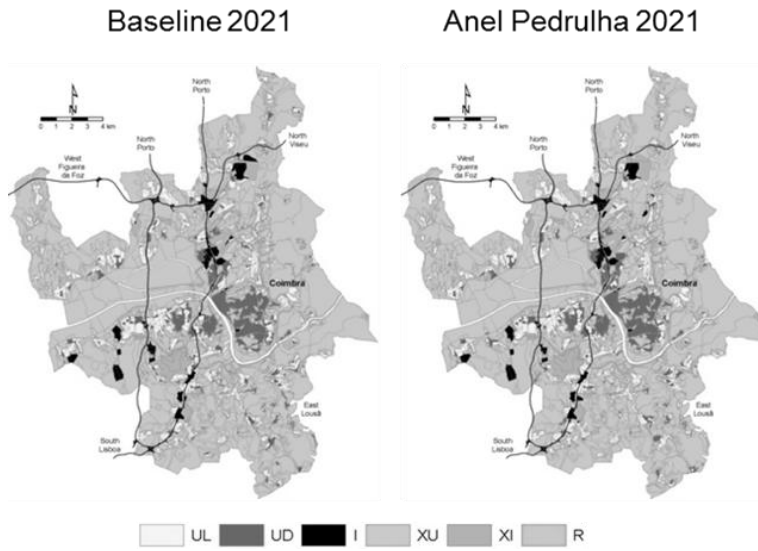 Baseline 2021
Anel Pedrulha 2021
North
Porto
N
0 1 2 3 4 km
North
Porto
North
Viseu
West
Figueira
da Foz
Coimbra
East
Lousã
South
Lisboa
North
Porto
N
0 1 2 3 4 km
North
Porto
North
Viseu
West
Figueira
da Foz
Coimbra
East
Lousã
South
Lisboa
UL UD I XU XI R